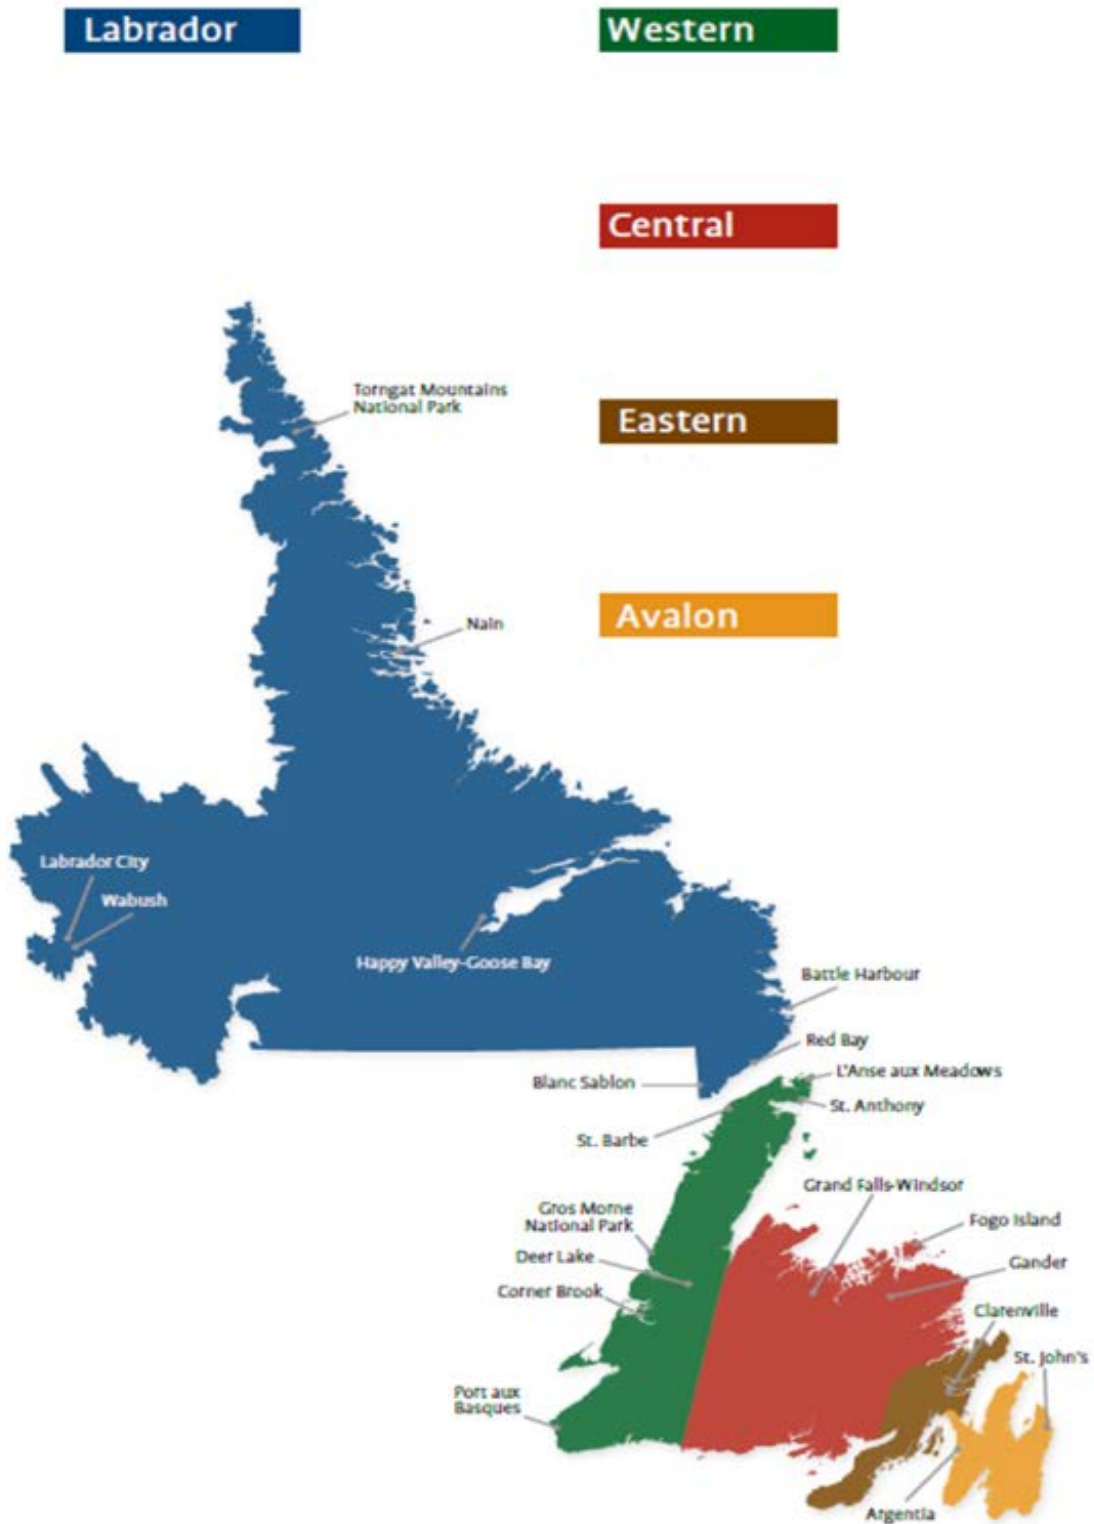 Labrador
Western
Central
Eastern
Avalon
Torngat Mountains
National Park
Nain
Labrador City
Wabush
Happy Valley-Goose Bay
Battle Harbour
Red Bay
Blanc Sablon
L'Anse aux Meadows
St. Anthony
St. Barbe
Grand Falls-Windsor
Gros Morne
National Park
Fogo Island
Deer Lake
Gander
Corner Brook
Clarenville
St. John's
Port aux
Basques
Argentia